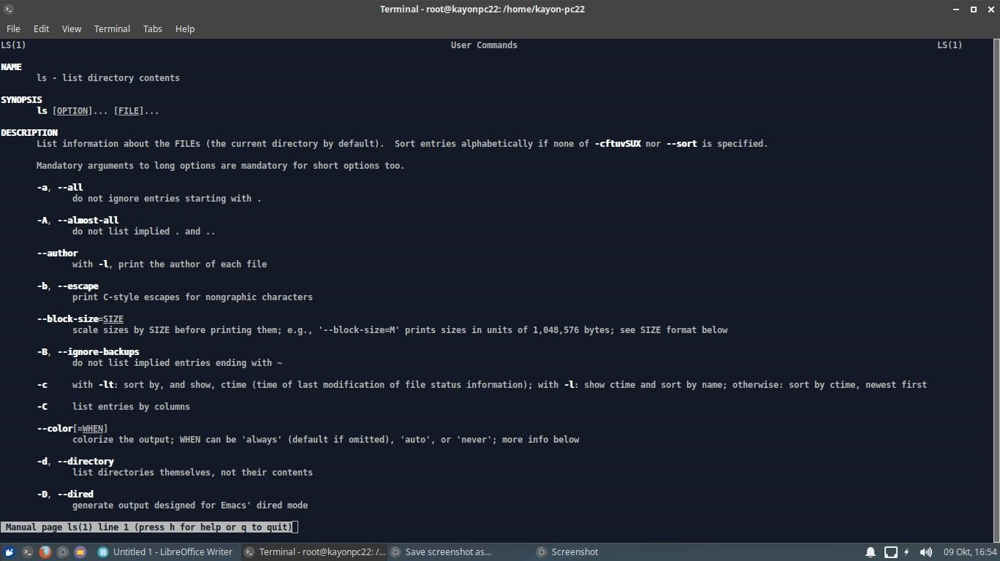 Terminal - root@kayonpc22: /home/kayon-pc22
File Edit View Terminal Tabs Help
LS(1) User Commands LS(1)
NAME
ls - list directory contents
SYNOPSIS
ls [OPTION]... [FILE]...
DESCRIPTION
List information about the FILEs (the current directory by default).  Sort entries alphabetically if none of -cftuvSUX nor --sort is specified.
Mandatory arguments to long options are mandatory for short options too.
-a, --all
do not ignore entries starting with .
-A, --almost-all
do not list implied . and ..
--author
with -l, print the author of each file
-b, --escape
print C-style escapes for nongraphic characters
--block-size=SIZE
scale sizes by SIZE before printing them; e.g., '--block-size=M' prints sizes in units of 1,048,576 bytes; see SIZE format below
-B, --ignore-backups
do not list implied entries ending with ~
-c with -lt: sort by, and show, ctime (time of last modification of file status information); with -l: show ctime and sort by name; otherwise: sort by ctime, newest first
-C list entries by columns
--color[=WHEN]
colorize the output; WHEN can be 'always' (default if omitted), 'auto', or 'never'; more info below
-d, --directory
list directories themselves, not their contents
-D, --dired
generate output designed for Emacs' dired mode
Manual page ls(1) line 1 (press h for help or q to quit)
Untitled 1 - LibreOffice Writer Terminal - root@kayonpc22: /... Save screenshot as... Screenshot 09 Okt, 16:54